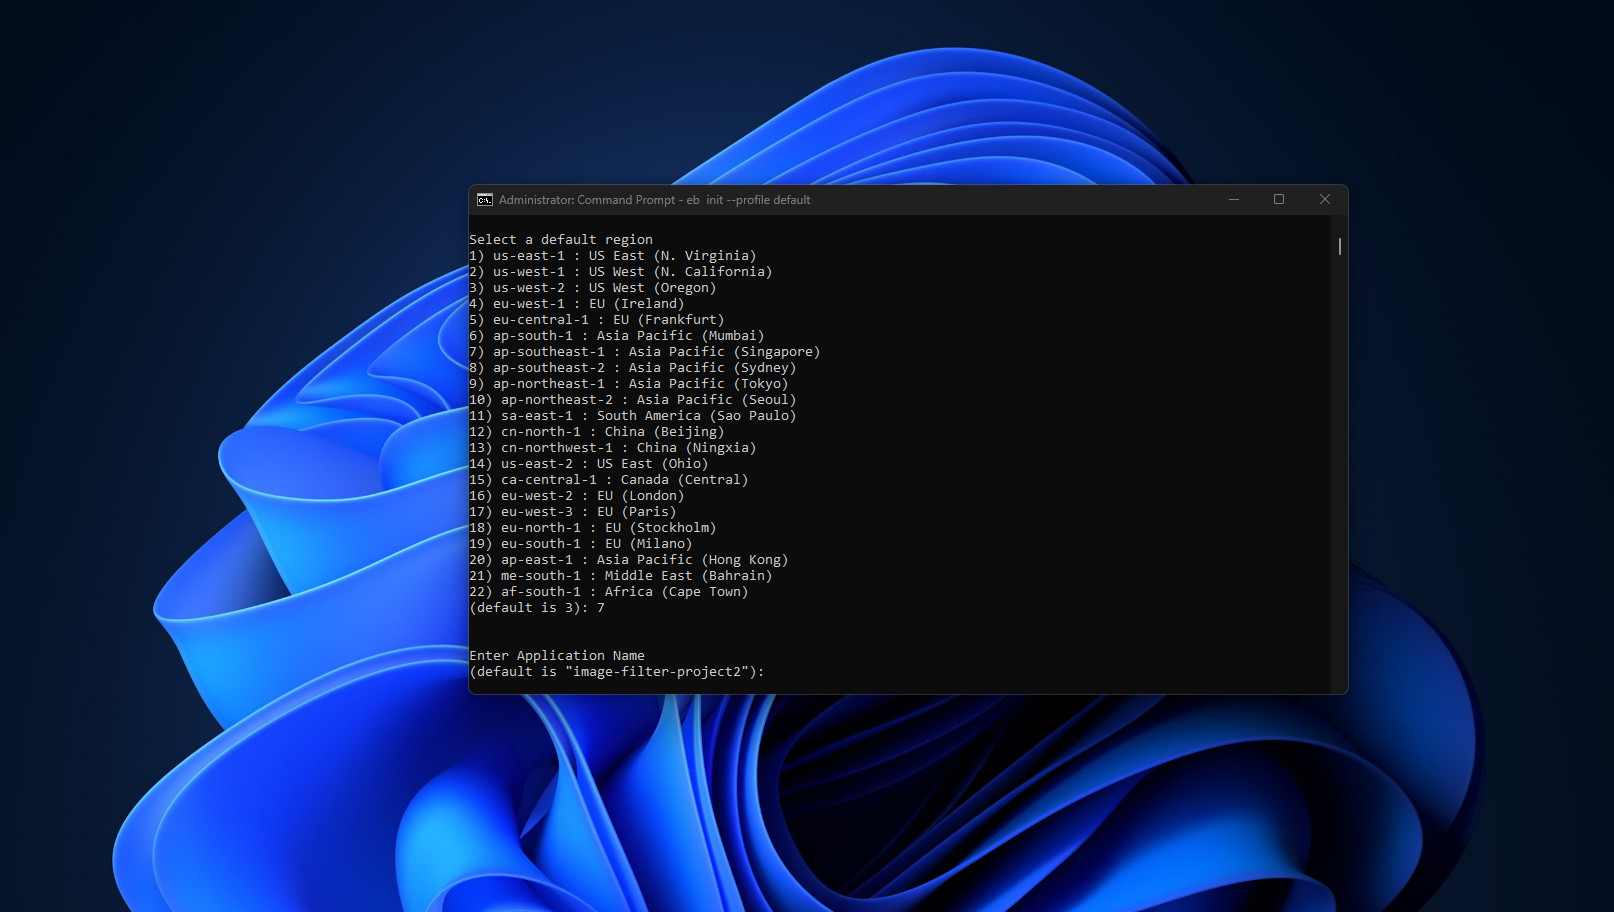 Administrator: Command Prompt - eb  init --profile default
Select a default region
1) us-east-1 : US East (N. Virginia)
2) us-west-1 : US West (N. California)
3) us-west-2 : US West (Oregon)
4) eu-west-1 : EU (Ireland)
5) eu-central-1 : EU (Frankfurt)
6) ap-south-1 : Asia Pacific (Mumbai)
7) ap-southeast-1 : Asia Pacific (Singapore)
8) ap-southeast-2 : Asia Pacific (Sydney)
9) ap-northeast-1 : Asia Pacific (Tokyo)
10) ap-northeast-2 : Asia Pacific (Seoul)
11) sa-east-1 : South America (Sao Paulo)
12) cn-north-1 : China (Beijing)
13) cn-northwest-1 : China (Ningxia)
14) us-east-2 : US East (Ohio)
15) ca-central-1 : Canada (Central)
16) eu-west-2 : EU (London)
17) eu-west-3 : EU (Paris)
18) eu-north-1 : EU (Stockholm)
19) eu-south-1 : EU (Milano)
20) ap-east-1 : Asia Pacific (Hong Kong)
21) me-south-1 : Middle East (Bahrain)
22) af-south-1 : Africa (Cape Town)
(default is 3): 7
Enter Application Name
(default is "image-filter-project2"):